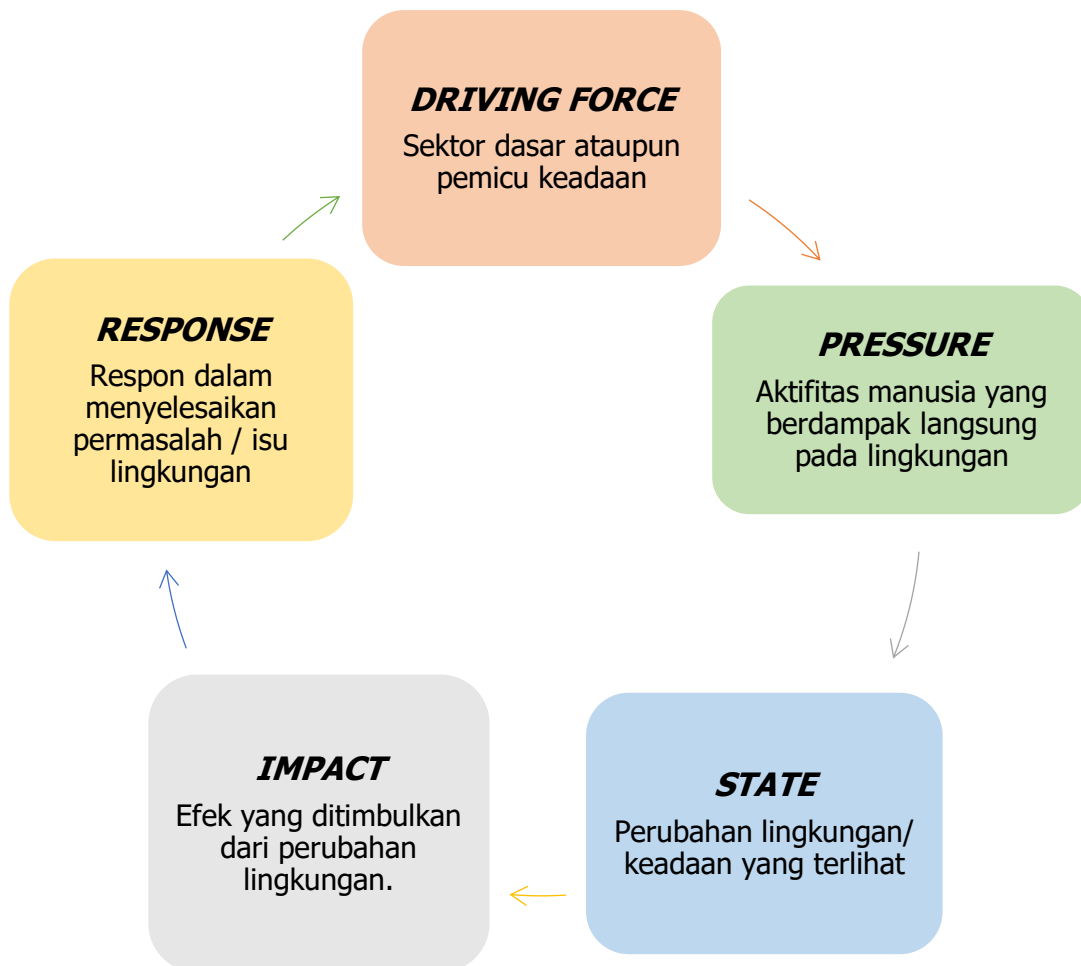 DRIVING FORCE
Sektor dasar ataupun
pemicu keadaan
PRESSURE
Aktifitas manusia yang
berdampak langsung
pada lingkungan
STATE
Perubahan lingkungan/
keadaan yang terlihat
IMPACT
Efek yang ditimbulkan
dari perubahan
lingkungan.
RESPONSE
Respon dalam
menyelesaikan
permasalah / isu
lingkungan